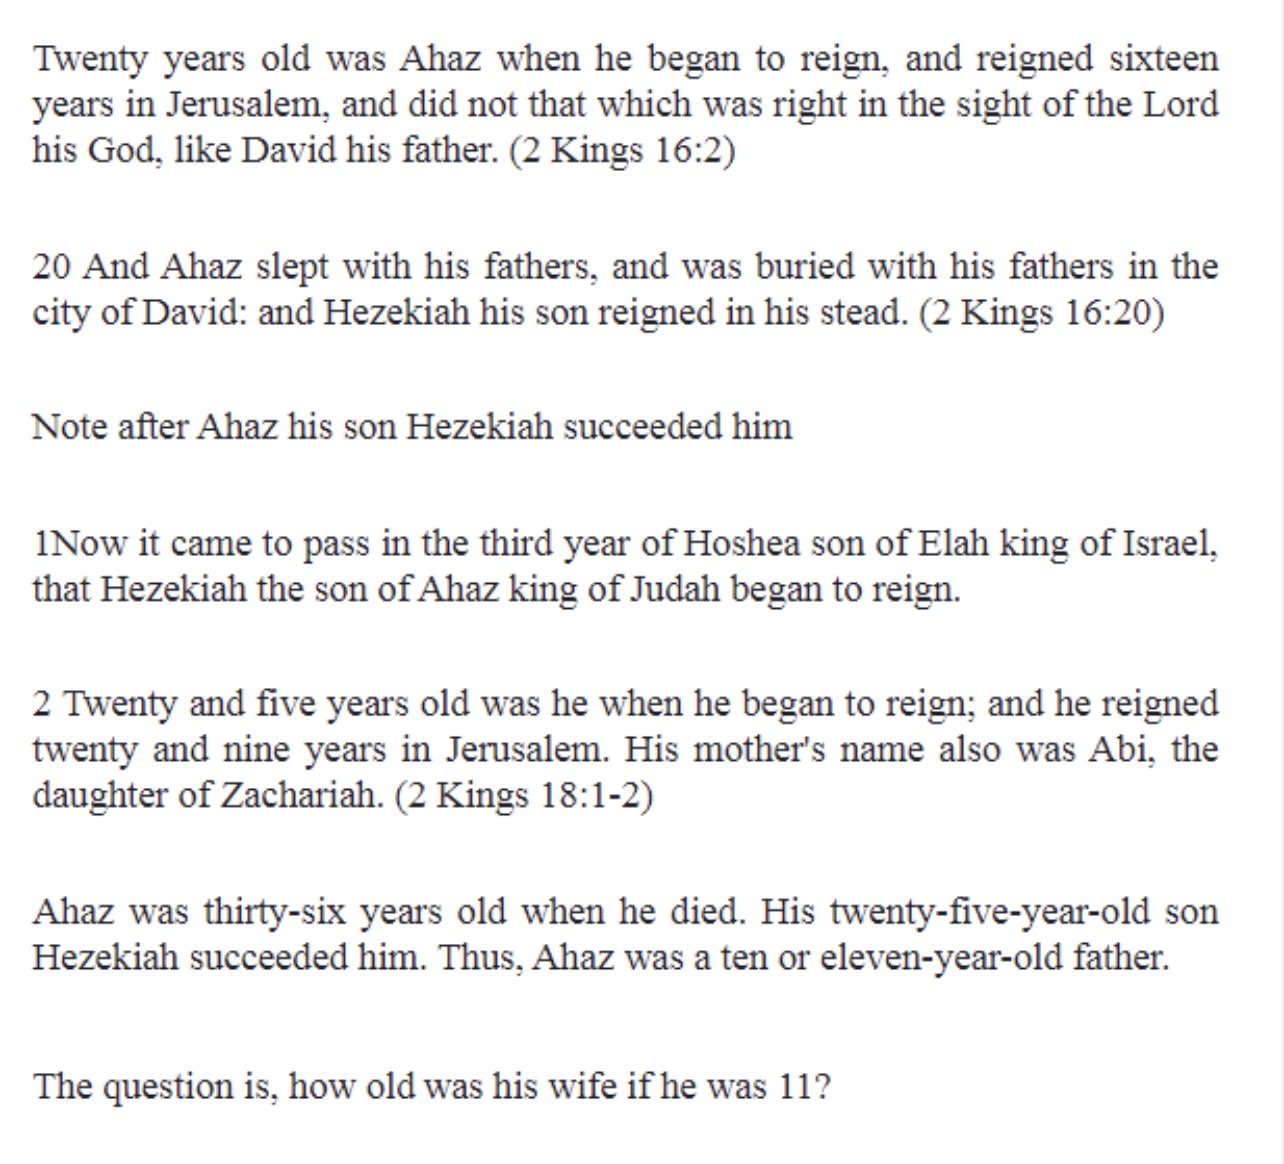 Twenty years old was Ahaz when he began to reign, and reigned sixteen
years in Jerusalem, and did not that which was right in the sight of the Lord
his God, like David his father. (2 Kings 16:2)
20 And Ahaz slept with his fathers, and was buried with his fathers in the
city of David: and Hezekiah his son reigned in his stead. (2 Kings 16:20)
Note after Ahaz his son Hezekiah succeeded him
1Now it came to pass in the third year of Hoshea son of Elah king of Israel,
that Hezekiah the son of Ahaz king of Judah began to reign.
2 Twenty and five years old was he when he began to reign; and he reigned
twenty and nine years in Jerusalem. His mother's name also was Abi, the
daughter of Zachariah. (2 Kings 18:1-2)
Ahaz was thirty-six years old when he died. His twenty-five-year-old son
Hezekiah succeeded him. Thus, Ahaz was a ten or eleven-year-old father.
The question is, how old was his wife if he was 11?